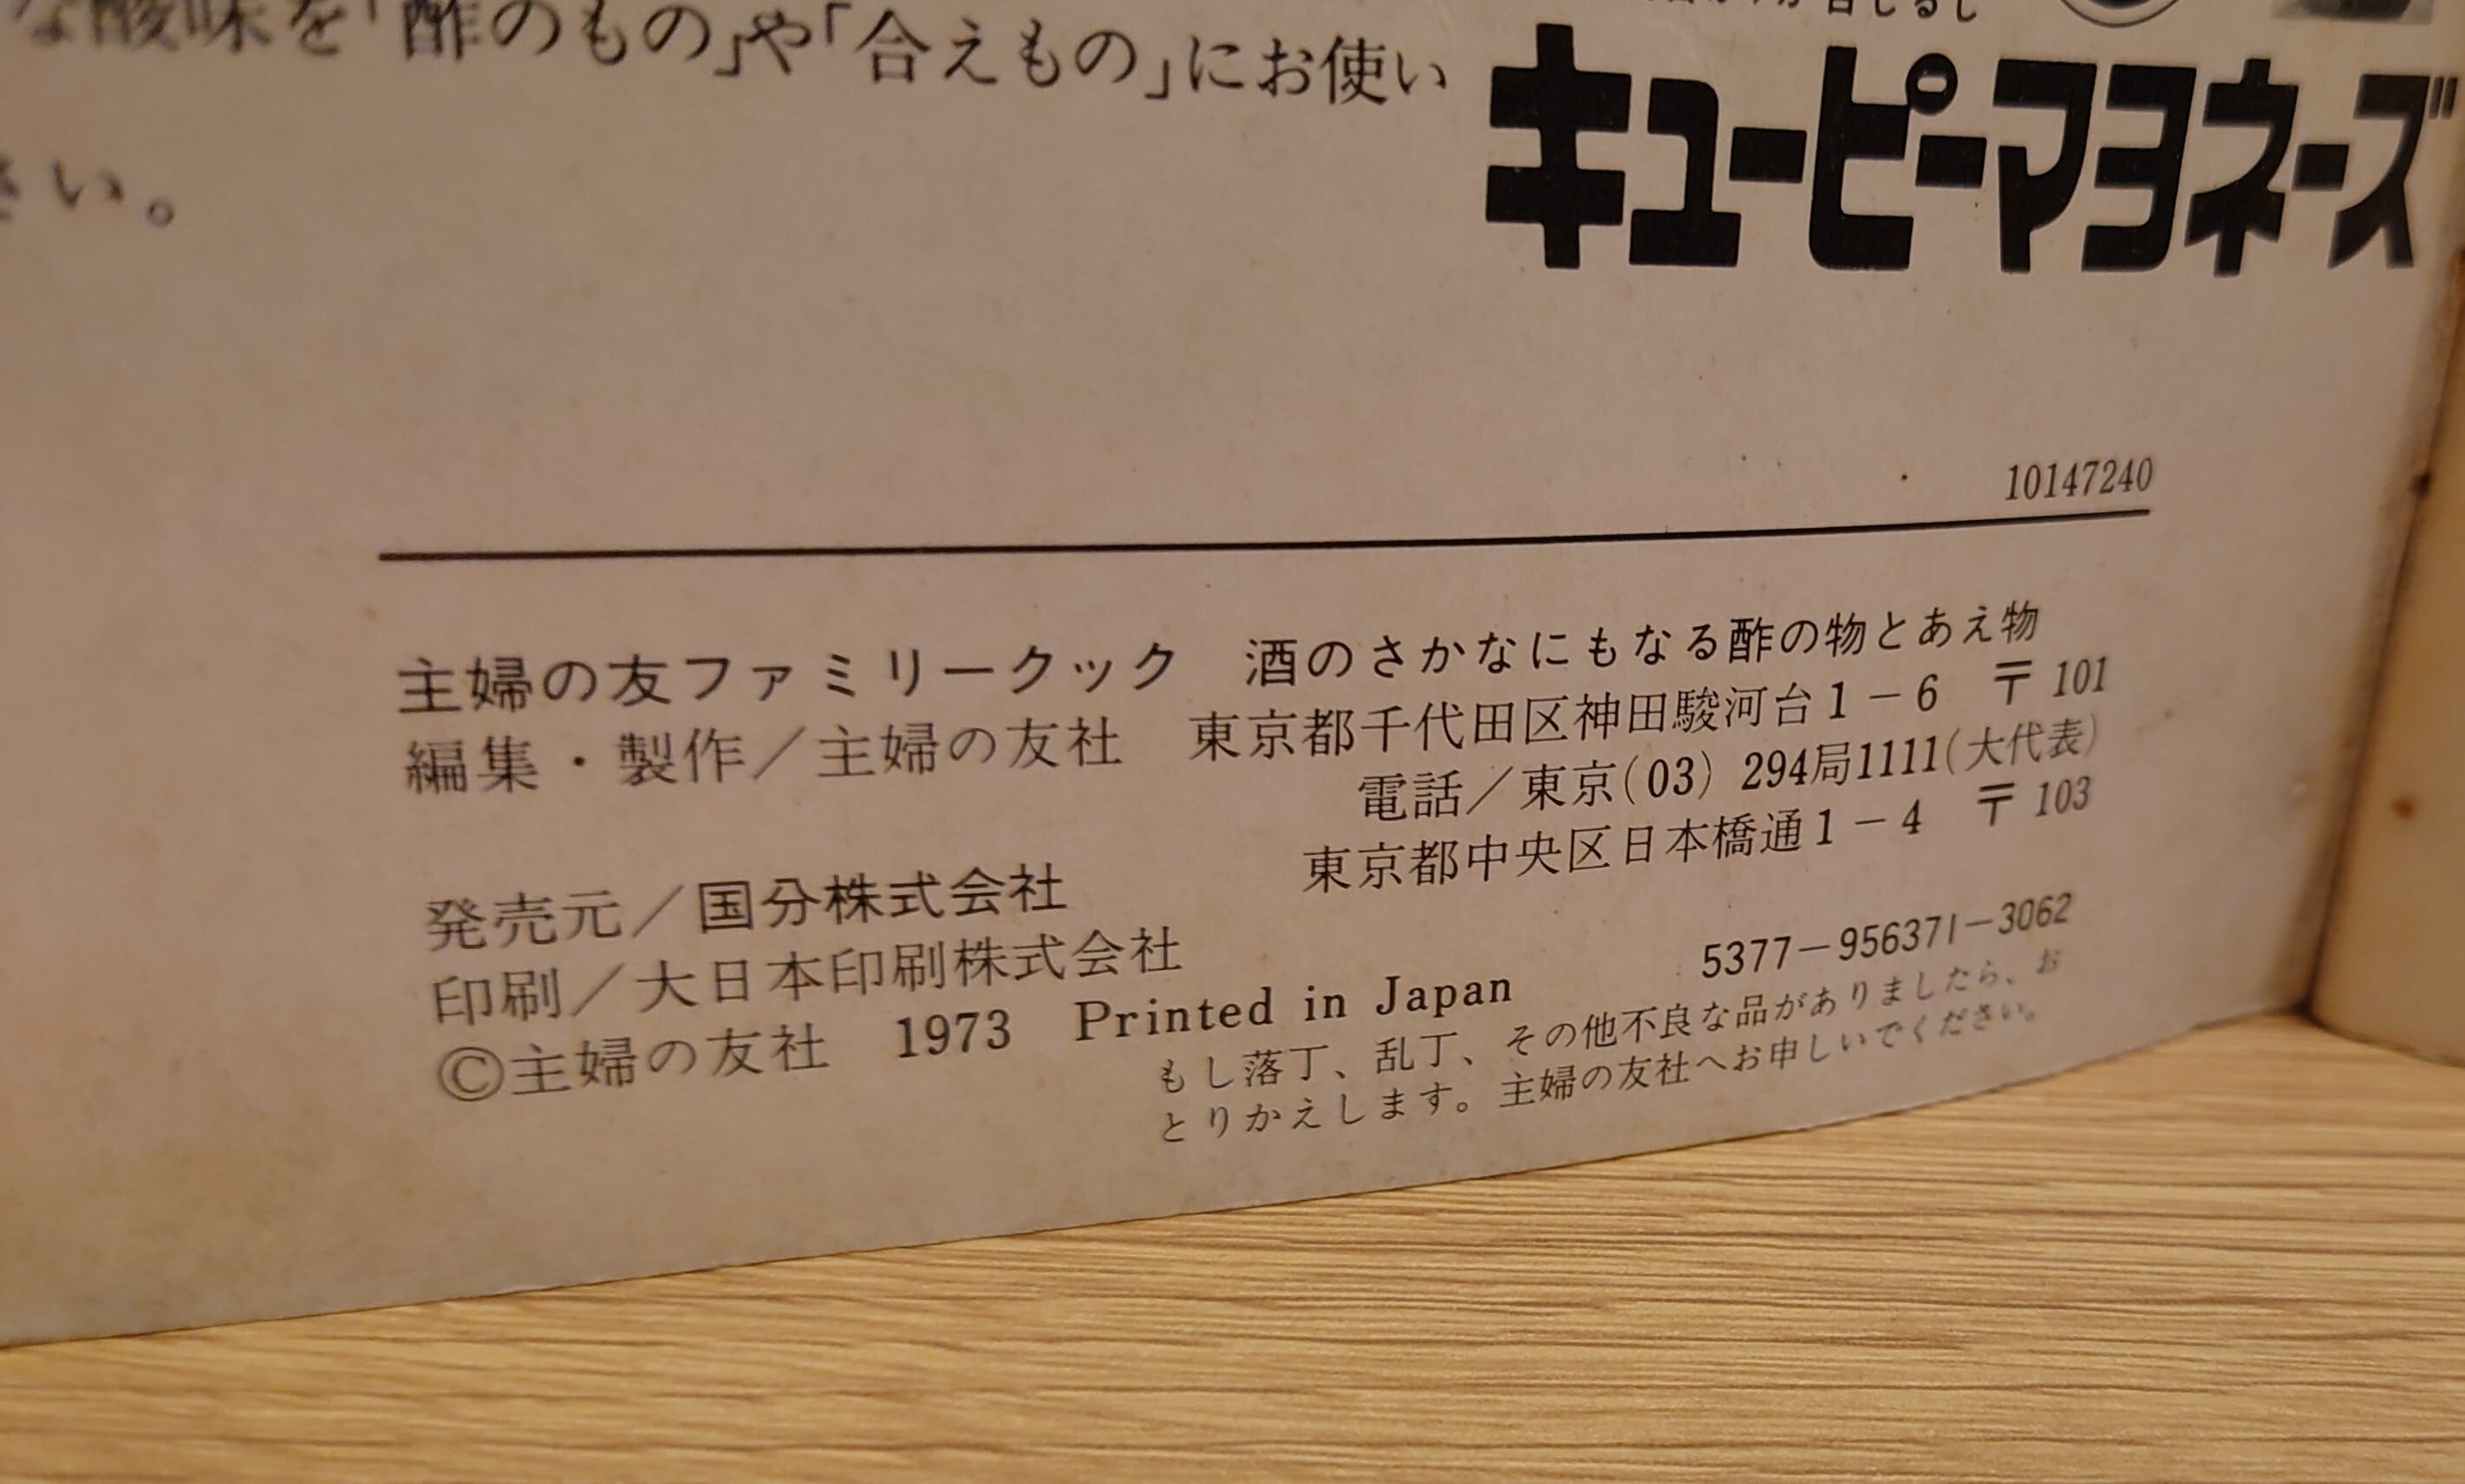 な酸味を「酢のもの」や「合えもの」にお使い
さい。
キューピーマヨネーズ
10147240
主婦の友ファミリークック 酒のさかなにもなる酢の物とあえ物
編集・製作／主婦の友社 東京都千代田区神田駿河台1－6 〒101
電話／東京(03) 294局1111(大代表)
東京都中央区日本橋通1－4 〒103
発売元／国分株式会社
印刷／大日本印刷株式会社
5377－956371－3062
©主婦の友社 1973 Printed in Japan
もし落丁、乱丁、その他不良な品がありましたら、お
とりかえします。主婦の友社へお申しいでください。